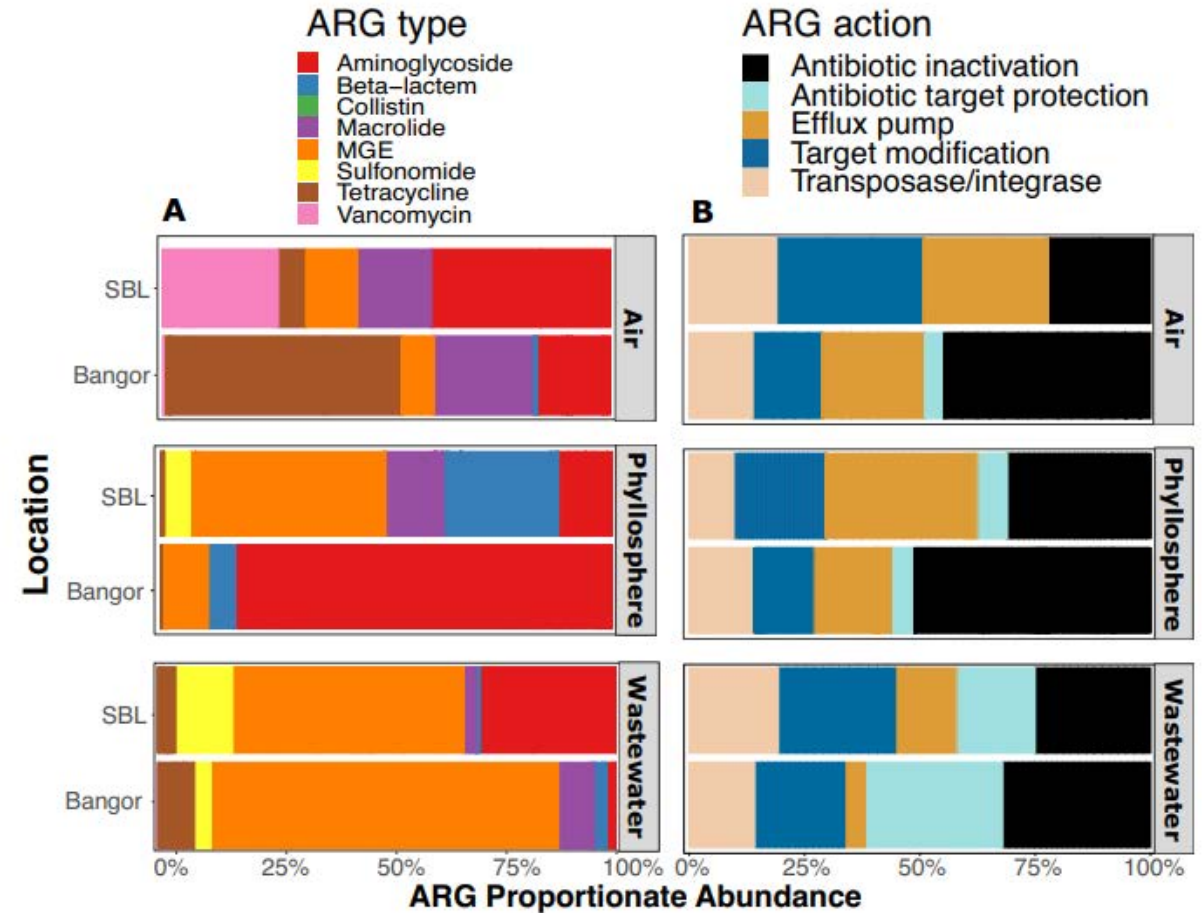 ARG type
Aminoglycoside
Beta-lactem
Collistin
Macrolide
MGE
Sulfonomide
Tetracycline
Vancomycin
ARG action
Antibiotic inactivation
Antibiotic target protection
Efflux pump
Target modification
Transposase/integrase
A
B
SBL
Bangor
Air
Air
SBL
Bangor
Phyllosphere
Phyllosphere
SBL
Bangor
Wastewater
Wastewater
Location
0% 25% 50% 75% 100%
0% 25% 50% 75% 100%
ARG Proportionate Abundance